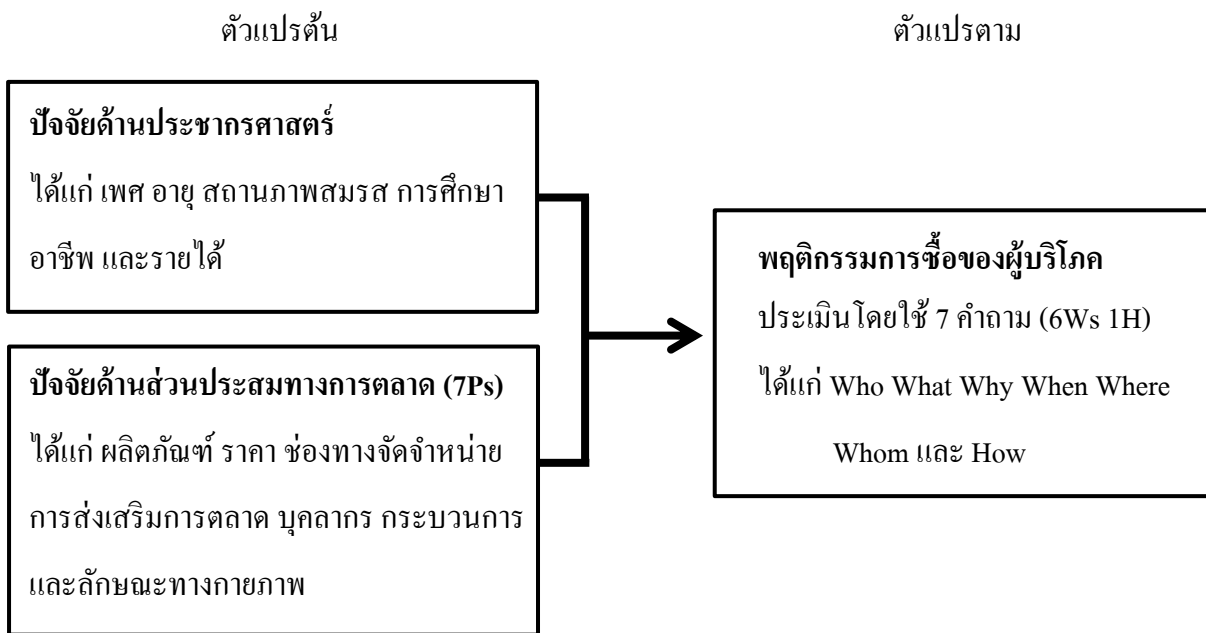 ตัวแปรต้น
ตัวแปรตาม
ปัจจัยด้านประชากรศาสตร์
ได้แก่ เพศ อายุ สถานภาพสมรส การศึกษา
อาชีพ และรายได้
ปัจจัยด้านส่วนประสมทางการตลาด (7Ps)
ได้แก่ ผลิตภัณฑ์ ราคา ช่องทางจัดจำหน่าย
การส่งเสริมการตลาด บุคลากร กระบวนการ
และลักษณะทางกายภาพ
พฤติกรรมการซื้อของผู้บริโภค
ประเมินโดยใช้ 7 คำถาม (6Ws 1H)
ได้แก่ Who What Why When Where
Whom และ How